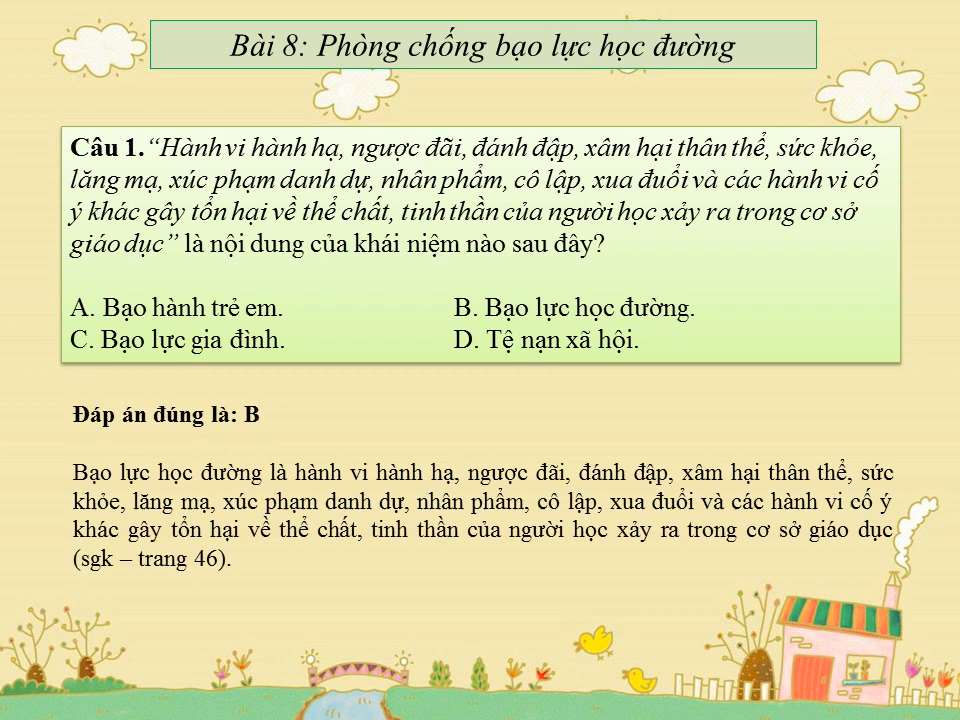 Bài 8: Phòng chống bạo lực học đường
Câu 1.“Hành vi hành hạ, ngược đãi, đánh đập, xâm hại thân thể, sức khỏe,
lăng mạ, xúc phạm danh dự, nhân phẩm, cô lập, xua đuổi và các hành vi cố
ý khác gây tổn hại về thể chất, tinh thần của người học xảy ra trong cơ sở
giáo dục” là nội dung của khái niệm nào sau đây?
A. Bạo hành trẻ em. B. Bạo lực học đường.
C. Bạo lực gia đình. D. Tệ nạn xã hội.
Đáp án đúng là: B
Bạo lực học đường là hành vi hành hạ, ngược đãi, đánh đập, xâm hại thân thể, sức
khỏe, lăng mạ, xúc phạm danh dự, nhân phẩm, cô lập, xua đuổi và các hành vi cố ý
khác gây tổn hại về thể chất, tinh thần của người học xảy ra trong cơ sở giáo dục
(sgk – trang 46).